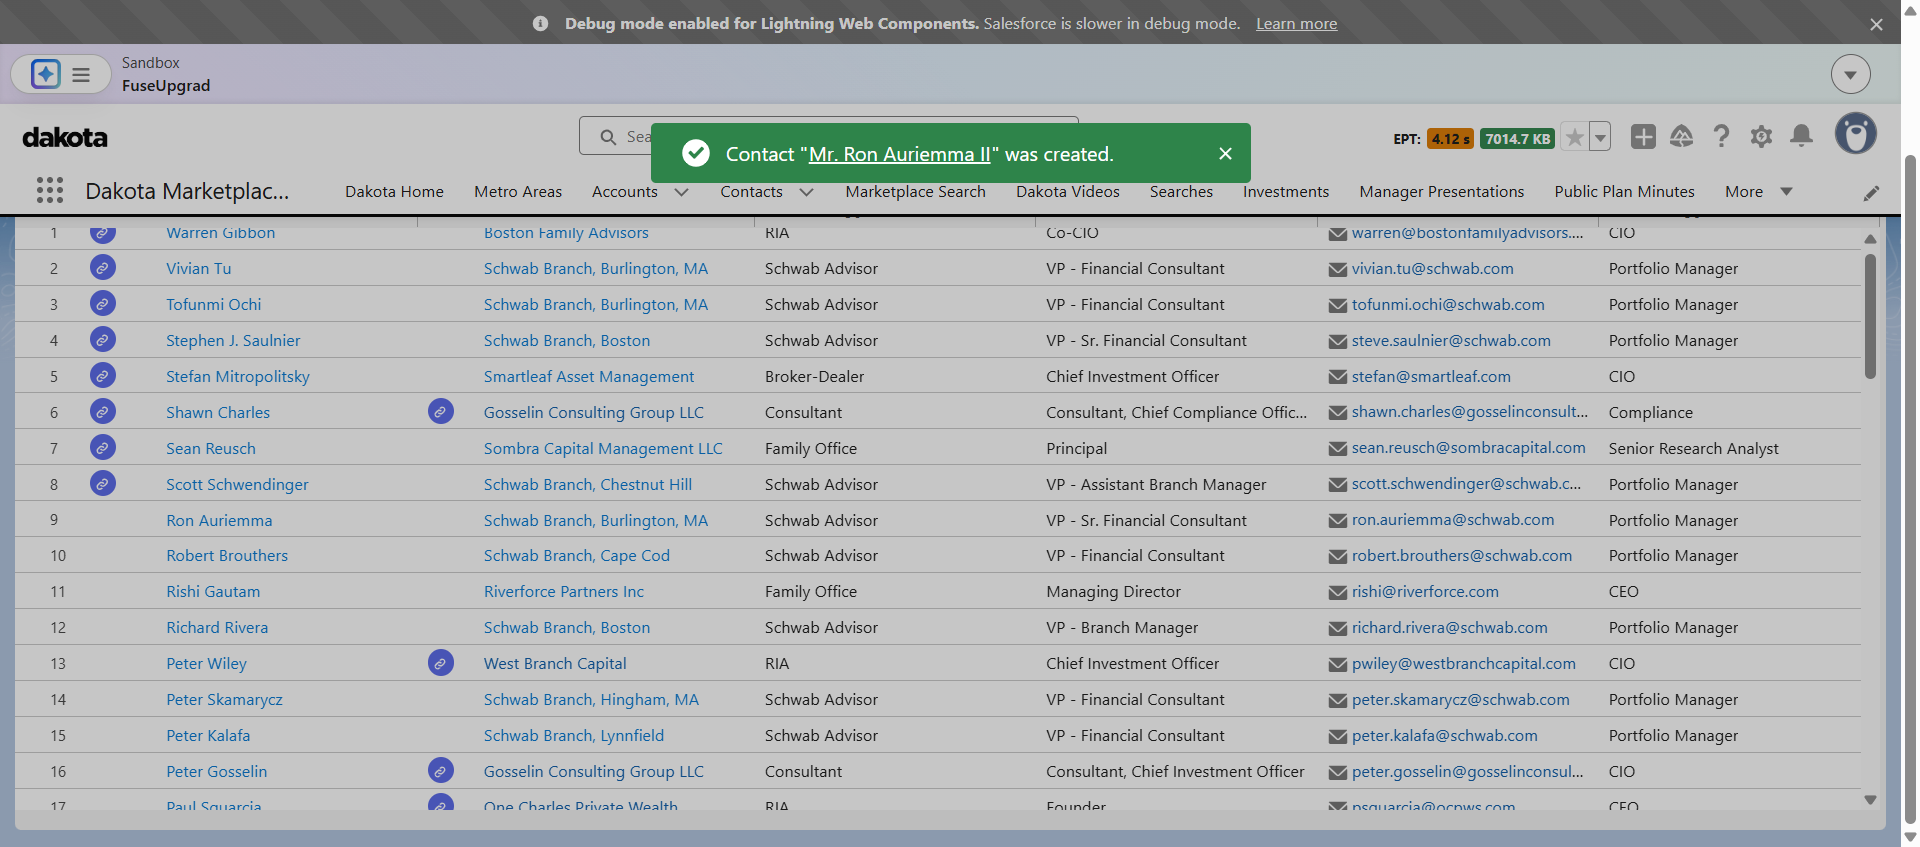 Debug mode enabled for Lightning Web Components. Salesforce is slower in debug mode. Learn more
Sandbox
FuseUpgrad
dakota
Sea
Contact "Mr. Ron Auriemma II" was created.
EPT: 4.12 s 7014.7 KB
Dakota Marketplac... Dakota Home Metro Areas Accounts Contacts Marketplace Search Dakota Videos Searches Investments Manager Presentations Public Plan Minutes More
1 Warren Gibbon Boston Family Advisors RIA Co-CIO warren@bostonfamilyadvisors.... CIO
2 Vivian Tu Schwab Branch, Burlington, MA Schwab Advisor VP - Financial Consultant vivian.tu@schwab.com Portfolio Manager
3 Tofunmi Ochi Schwab Branch, Burlington, MA Schwab Advisor VP - Financial Consultant tofunmi.ochi@schwab.com Portfolio Manager
4 Stephen J. Saulnier Schwab Branch, Boston Schwab Advisor VP - Sr. Financial Consultant steve.saulnier@schwab.com Portfolio Manager
5 Stefan Mitropolitsky Smartleaf Asset Management Broker-Dealer Chief Investment Officer stefan@smartleaf.com CIO
6 Shawn Charles Gosselin Consulting Group LLC Consultant Consultant, Chief Compliance Offic... shawn.charles@gosselinconsult... Compliance
7 Sean Reusch Sombra Capital Management LLC Family Office Principal sean.reusch@sombracapital.com Senior Research Analyst
8 Scott Schwendinger Schwab Branch, Chestnut Hill Schwab Advisor VP - Assistant Branch Manager scott.schwendinger@schwab.c... Portfolio Manager
9 Ron Auriemma Schwab Branch, Burlington, MA Schwab Advisor VP - Sr. Financial Consultant ron.auriemma@schwab.com Portfolio Manager
10 Robert Brouthers Schwab Branch, Cape Cod Schwab Advisor VP - Financial Consultant robert.brouthers@schwab.com Portfolio Manager
11 Rishi Gautam Riverforce Partners Inc Family Office Managing Director rishi@riverforce.com CEO
12 Richard Rivera Schwab Branch, Boston Schwab Advisor VP - Branch Manager richard.rivera@schwab.com Portfolio Manager
13 Peter Wiley West Branch Capital RIA Chief Investment Officer pwiley@westbranchcapital.com CIO
14 Peter Skamarycz Schwab Branch, Hingham, MA Schwab Advisor VP - Financial Consultant peter.skamarycz@schwab.com Portfolio Manager
15 Peter Kalafa Schwab Branch, Lynnfield Schwab Advisor VP - Financial Consultant peter.kalafa@schwab.com Portfolio Manager
16 Peter Gosselin Gosselin Consulting Group LLC Consultant Consultant, Chief Investment Officer peter.gosselin@gosselinconsul... CIO
17 Paul Squarcia One Charles Private Wealth RIA Founder psquarcia@ocpws.com CEO